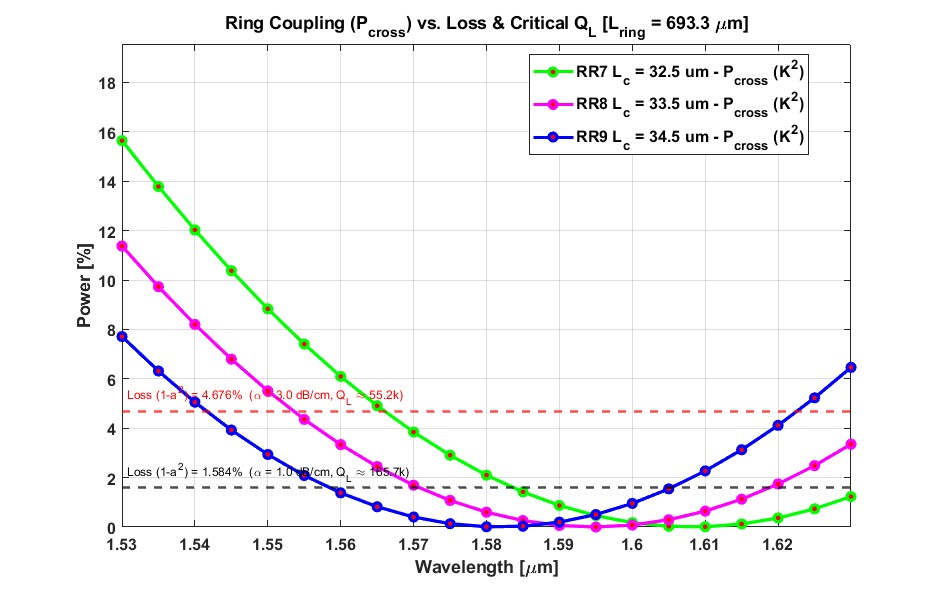 Ring Coupling (P_cross) vs. Loss & Critical Q_L [L_ring = 693.3 μm]
RR7 L_c = 32.5 um - P_cross (K^2)
RR8 L_c = 33.5 um - P_cross (K^2)
RR9 L_c = 34.5 um - P_cross (K^2)
18
16
14
12
10
8
6
4
2
0
Power [%]
Loss (1-a^2) = 4.676% (α = 3.0 dB/cm, Q_L ≈ 55.2k)
Loss (1-a^2) = 1.584% (α = 1.0 dB/cm, Q_L ≈ 165.7k)
1.53 1.54 1.55 1.56 1.57 1.58 1.59 1.6 1.61 1.62
Wavelength [μm]